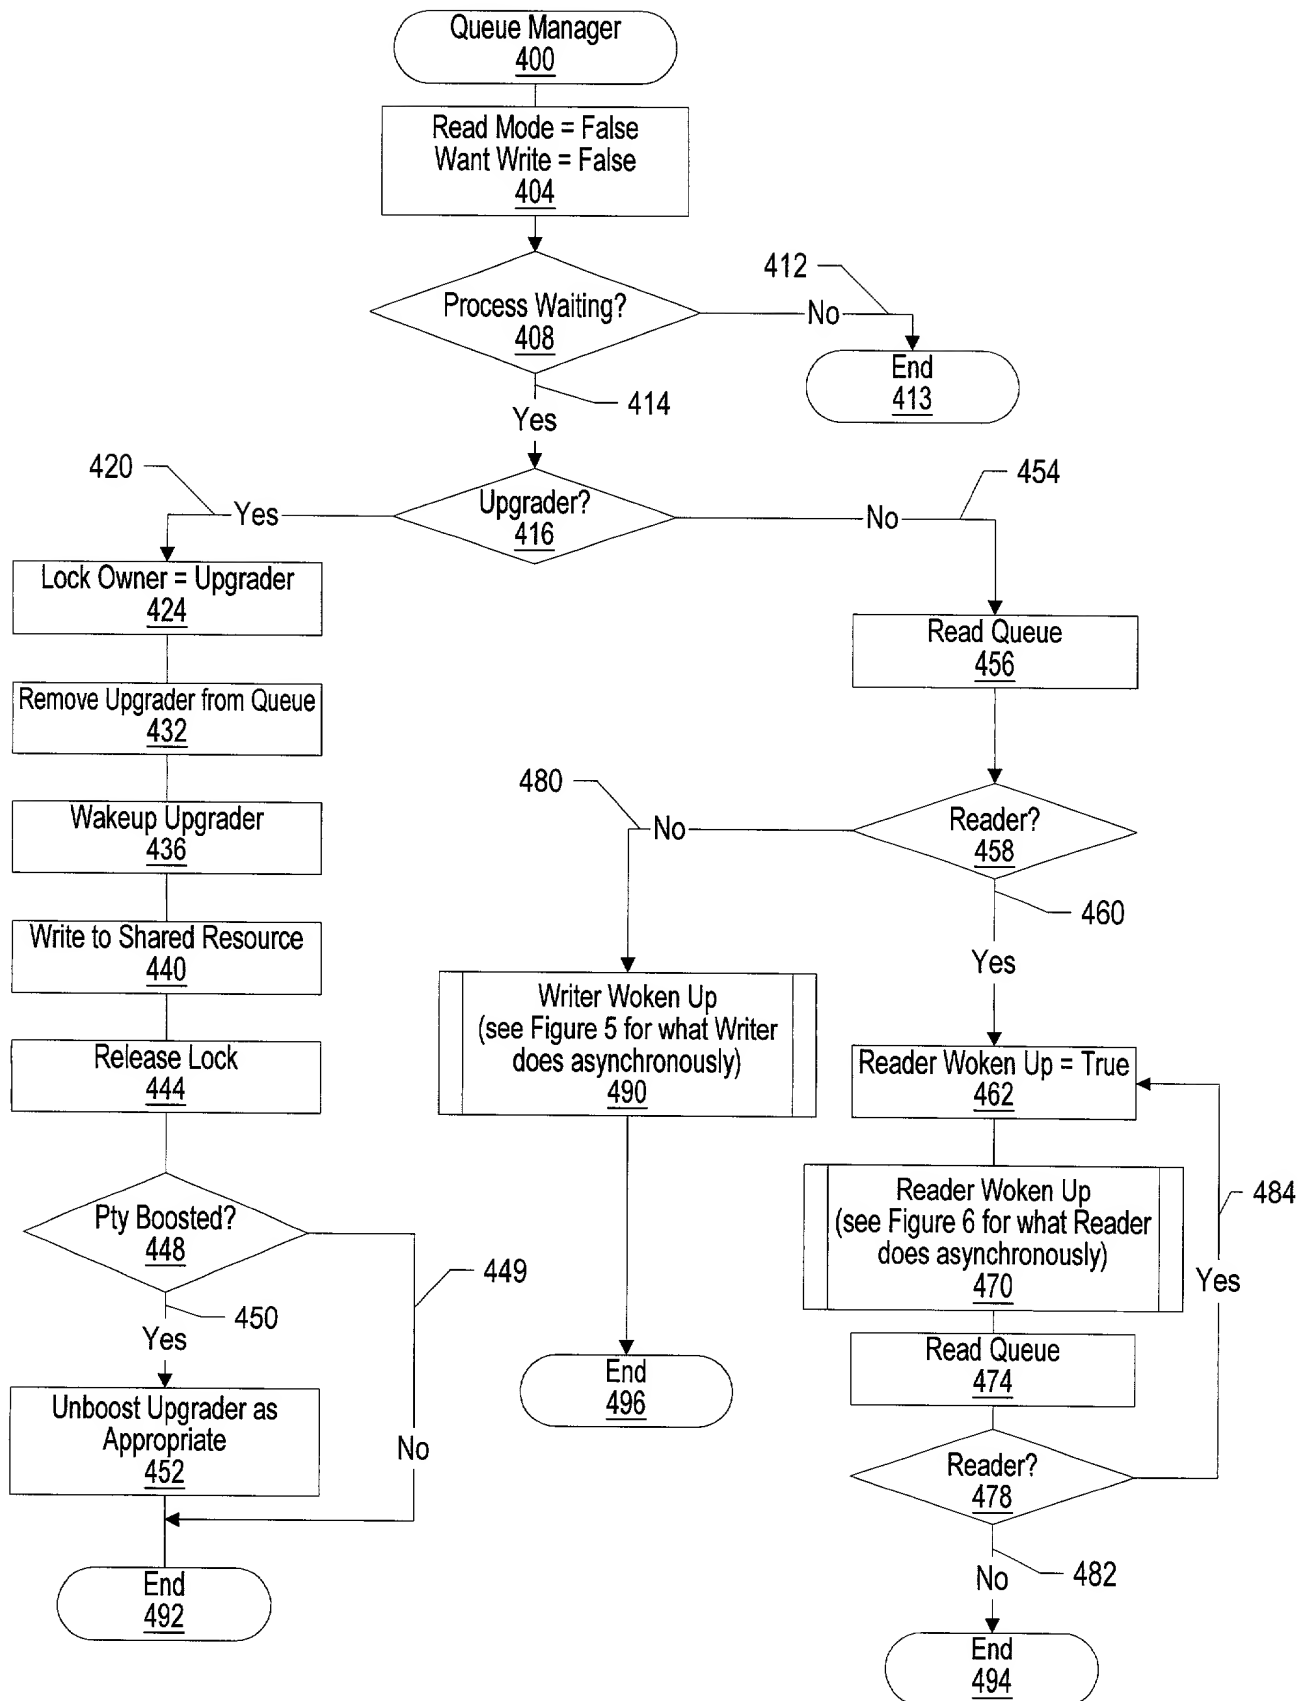 Queue Manager
400
Read Mode = False
Want Write = False
404
Process Waiting?
408
412
No
End
413
414
Yes
Upgrader?
416
420
Yes
454
No
Lock Owner = Upgrader
424
Remove Upgrader from Queue
432
Wakeup Upgrader
436
Write to Shared Resource
440
Release Lock
444
Pty Boosted?
448
449
450
Yes
No
Unboost Upgrader as
Appropriate
452
End
492
Read Queue
456
Reader?
458
480
No
460
Yes
Writer Woken Up
(see Figure 5 for what Writer
does asynchronously)
490
End
496
Reader Woken Up = True
462
Reader Woken Up
(see Figure 6 for what Reader
does asynchronously)
470
484
Yes
Read Queue
474
Reader?
478
482
No
End
494